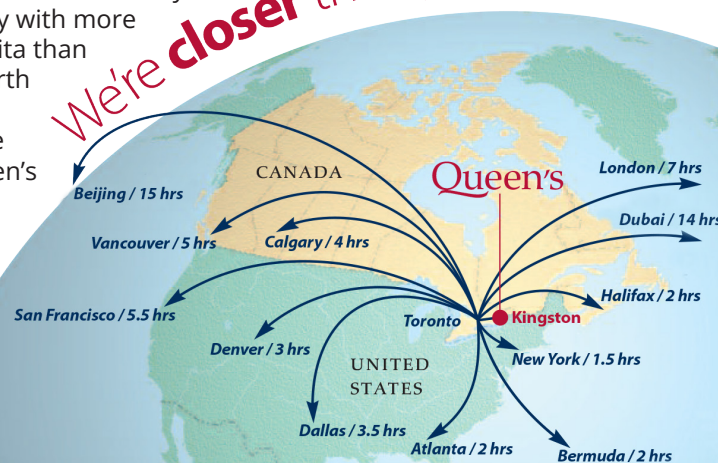 y with more
ita than
rth
e
en's
We're closer
CANADA
Queen's
London / 7 hrs
Beijing / 15 hrs
Dubai / 14 hrs
Vancouver / 5 hrs
Calgary / 4 hrs
Halifax / 2 hrs
San Francisco / 5.5 hrs
Toronto
Kingston
Denver / 3 hrs
New York / 1.5 hrs
UNITED
STATES
Dallas / 3.5 hrs
Atlanta / 2 hrs
Bermuda / 2 hrs